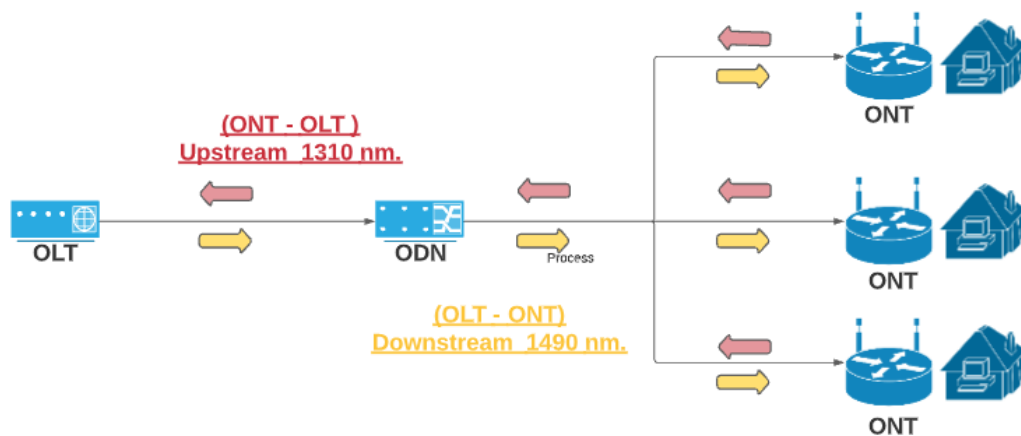 ONT
(ONT - OLT )
Upstream 1310 nm.
OLT
ODN
Process
ONT
(OLT - ONT)
Downstream 1490 nm.
ONT